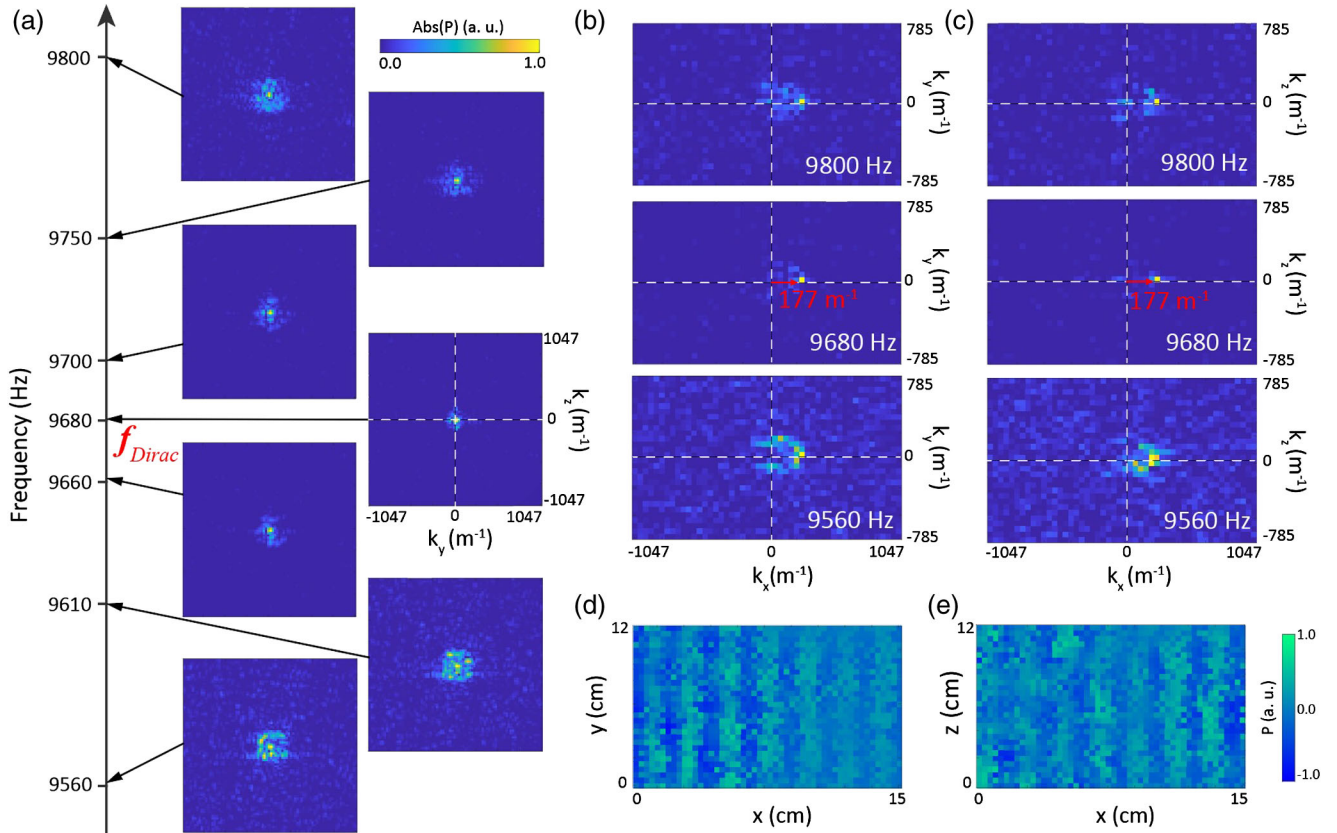 (a)
Frequency (Hz)
9800
9750
9700
9680
f Dirac
9660
9610
9560
Abs(P) (a. u.)
0.0 1.0
1047
0
-1047
k_z (m⁻¹)
-1047 0 1047
k_y (m⁻¹)
(b)
785
0
-785
k_y (m⁻¹)
9800 Hz
785
0
-785
k_y (m⁻¹)
177 m⁻¹
9680 Hz
785
0
-785
k_y (m⁻¹)
9560 Hz
-1047 0 1047
k_x (m⁻¹)
(c)
785
0
-785
k_z (m⁻¹)
9800 Hz
785
0
-785
k_z (m⁻¹)
177 m⁻¹
9680 Hz
785
0
-785
k_z (m⁻¹)
9560 Hz
-1047 0 1047
k_x (m⁻¹)
(d)
12
y (cm)
0
0 15
x (cm)
(e)
12
z (cm)
0
0 15
x (cm)
1.0
0.0
-1.0
P (a. u.)